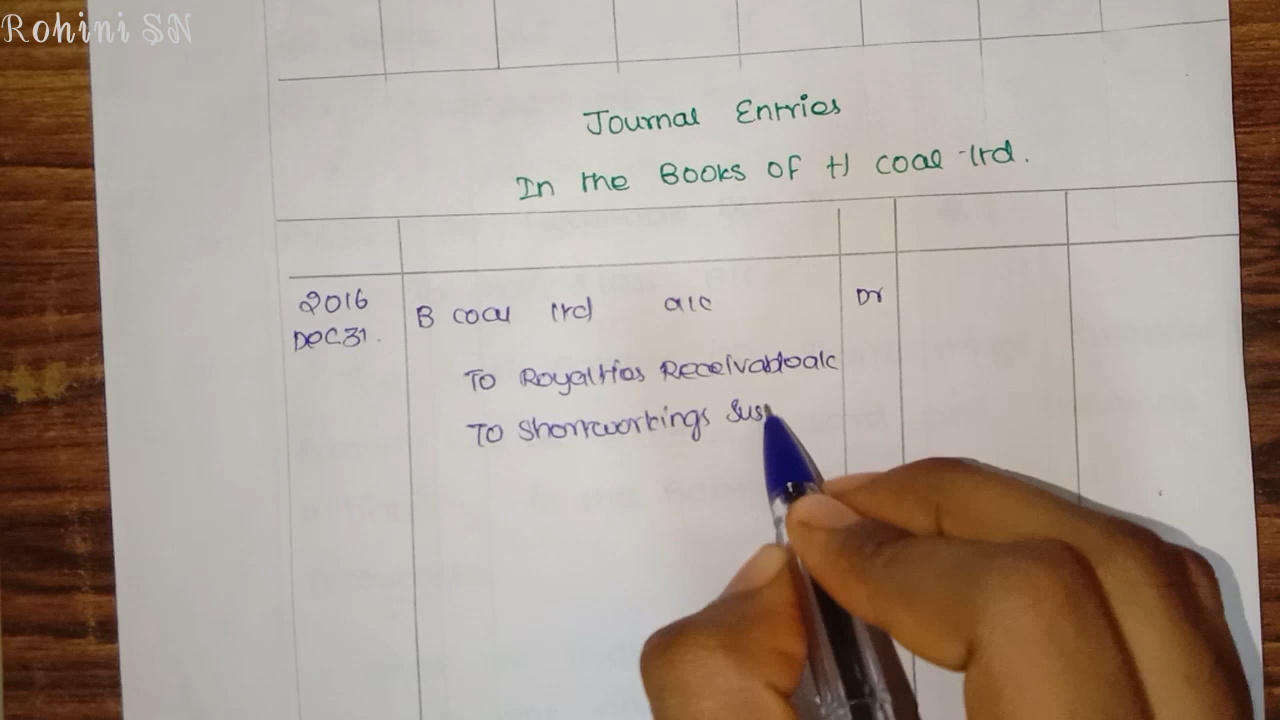 Rohini SN
Journal Entries
In the Books of H coal Ltd.
2016
Dec 31.
B coal Ltd a/c Dr
To Royalties Receivable a/c
To Shortworkings Sus